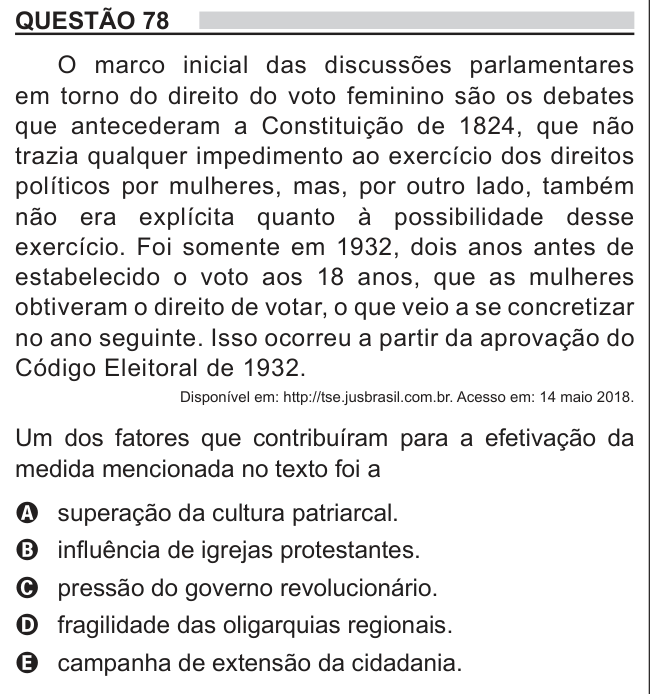 QUESTÃO 78
O marco inicial das discussões parlamentares
em torno do direito do voto feminino são os debates
que antecederam a Constituição de 1824, que não
trazia qualquer impedimento ao exercício dos direitos
políticos por mulheres, mas, por outro lado, também
não era explícita quanto à possibilidade desse
exercício. Foi somente em 1932, dois anos antes de
estabelecido o voto aos 18 anos, que as mulheres
obtiveram o direito de votar, o que veio a se concretizar
no ano seguinte. Isso ocorreu a partir da aprovação do
Código Eleitoral de 1932.
Disponível em: http://tse.jusbrasil.com.br. Acesso em: 14 maio 2018.
Um dos fatores que contribuíram para a efetivação da
medida mencionada no texto foi a
A superação da cultura patriarcal.
B influência de igrejas protestantes.
C pressão do governo revolucionário.
D fragilidade das oligarquias regionais.
E campanha de extensão da cidadania.